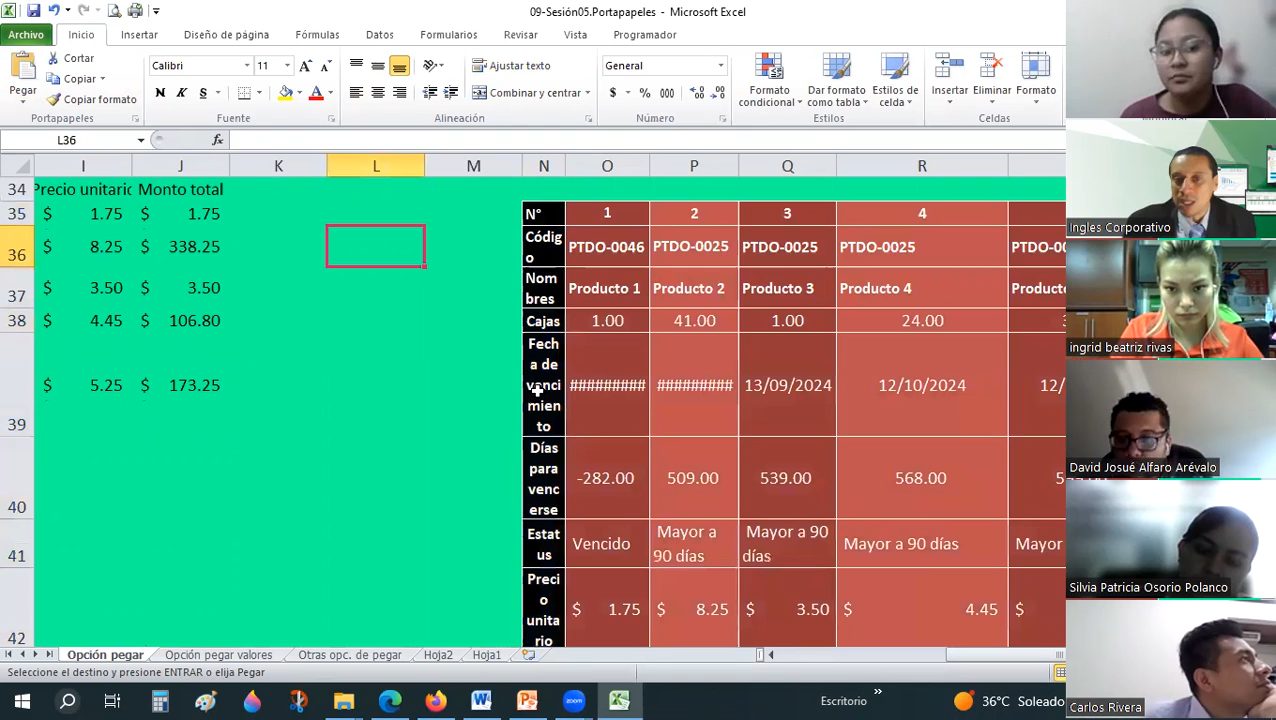 09-Sesión05.Portapapeles - Microsoft Excel
Archivo Inicio Insertar Diseño de página Fórmulas Datos Formularios Revisar Vista Programador
Cortar
Copiar
Copiar formato
Pegar
Portapapeles
Calibri 11
N K S
Fuente
Ajustar texto
Combinar y centrar
Alineación
General
$ % 000
Número
Formato condicional
Dar formato como tabla
Estilos de celda
Estilos
Insertar Eliminar Formato
Celdas
L36 fx
I J K L M N O P Q R
34 Precio unitario Monto total
35 $ 1.75 $ 1.75 N° 1 2 3 4
36 $ 8.25 $ 338.25 Código PTDO-0046 PTDO-0025 PTDO-0025 PTDO-0025
37 $ 3.50 $ 3.50 Nombres Producto 1 Producto 2 Producto 3 Producto 4
38 $ 4.45 $ 106.80 Cajas 1.00 41.00 1.00 24.00
39 $ 5.25 $ 173.25 Fecha de vencimiento ######### ######### 13/09/2024 12/10/2024 12/
40 Días para vencerse -282.00 509.00 539.00 568.00
41 Estatus Vencido Mayor a 90 días Mayor a 90 días Mayor a 90 días Mayor
42 Precio unitario $ 1.75 $ 8.25 $ 3.50 $ 4.45 $
Opción pegar Opción pegar valores Otras opc. de pegar Hoja2 Hoja1
Seleccione el destino y presione ENTRAR o elija Pegar
zoom
Escritorio » 36°C Soleado
Ingles Corporativo
ingrid beatriz rivas
David Josué Alfaro Arévalo
Silvia Patricia Osorio Polanco
Carlos Rivera